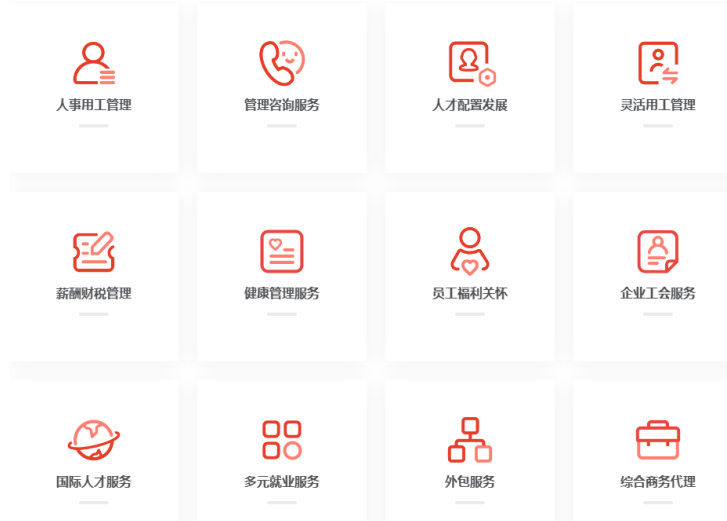 人事用工管理
管理咨询服务
人才配置发展
灵活用工管理
薪酬财税管理
健康管理服务
员工福利关怀
企业工会服务
国际人才服务
多元就业服务
外包服务
综合商务代理